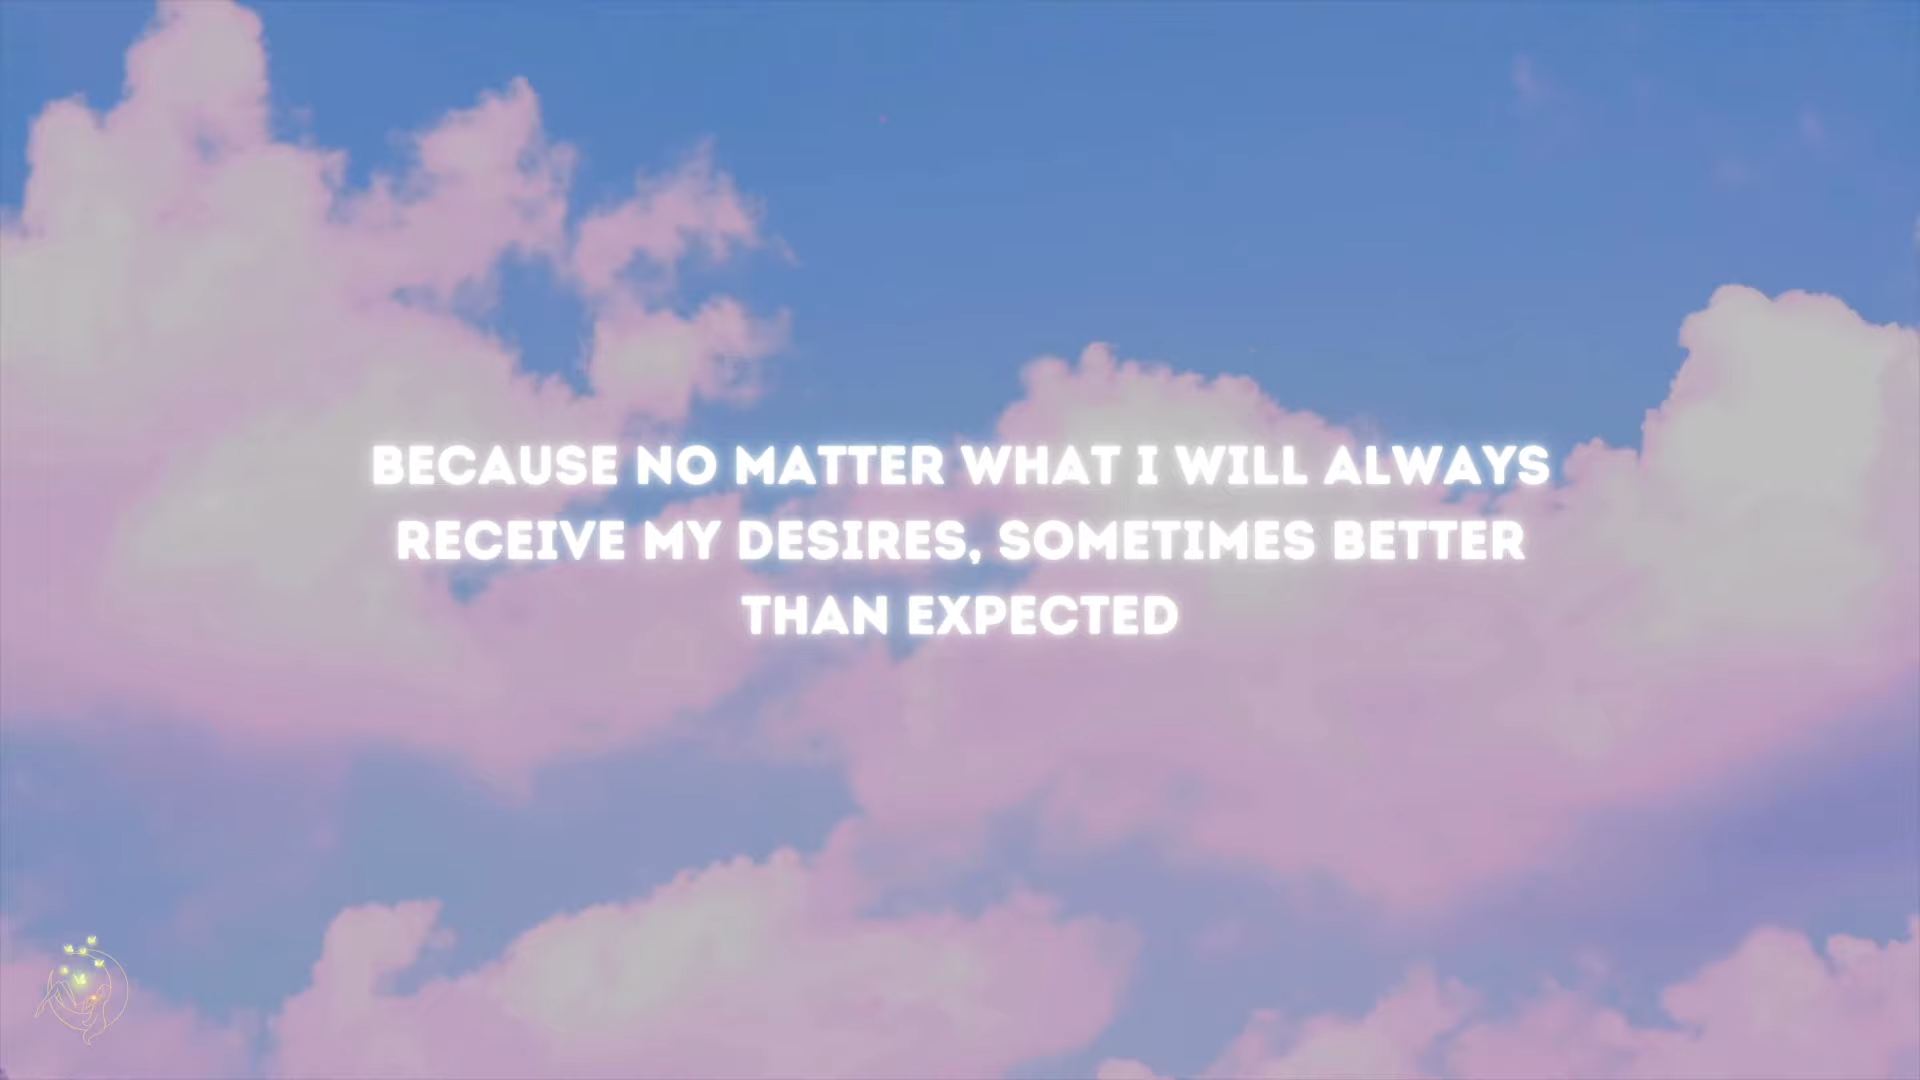 BECAUSE NO MATTER WHAT I WILL ALWAYS
RECEIVE MY DESIRES, SOMETIMES BETTER
THAN EXPECTED